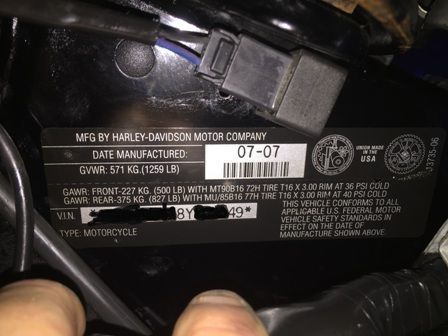 MFG BY HARLEY-DAVIDSON MOTOR COMPANY
DATE MANUFACTURED: 07-07
GVWR: 571 KG. (1259 LB)
UNION MADE IN THE
USA
GAWR: FRONT-227 KG. (500 LB) WITH MT90B16 72H TIRE T16 X 3.00 RIM AT 36 PSI COLD
GAWR: REAR-375 KG. (827 LB) WITH MU/85B16 77H TIRE T16 X 3.00 RIM AT 40 PSI COLD
V.I.N. 8Y 49*
THIS VEHICLE CONFORMS TO ALL
APPLICABLE U.S. FEDERAL MOTOR
VEHICLE SAFETY STANDARDS IN
EFFECT ON THE DATE OF
MANUFACTURE SHOWN ABOVE
TYPE: MOTORCYCLE